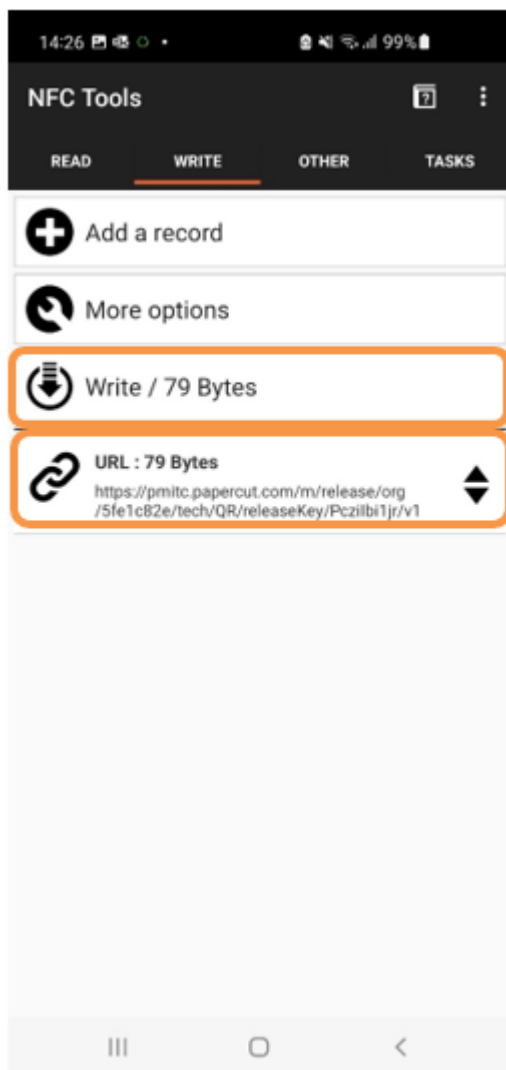 14:26 99%
NFC Tools
READ WRITE OTHER TASKS
Add a record
More options
Write / 79 Bytes
URL : 79 Bytes
https://pmitc.papercut.com/m/release/org
/5fe1c82e/tech/QR/releaseKey/PcziIbi1jr/v1